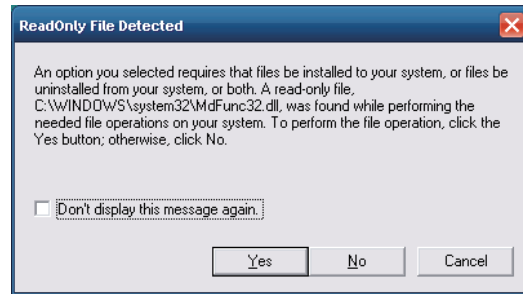 ReadOnly File Detected
An option you selected requires that files be installed to your system, or files be
uninstalled from your system, or both. A read-only file,
C:\WINDOWS\system32\MdFunc32.dll, was found while performing the
needed file operations on your system. To perform the file operation, click the
Yes button; otherwise, click No.
Don't display this message again.
Yes No Cancel